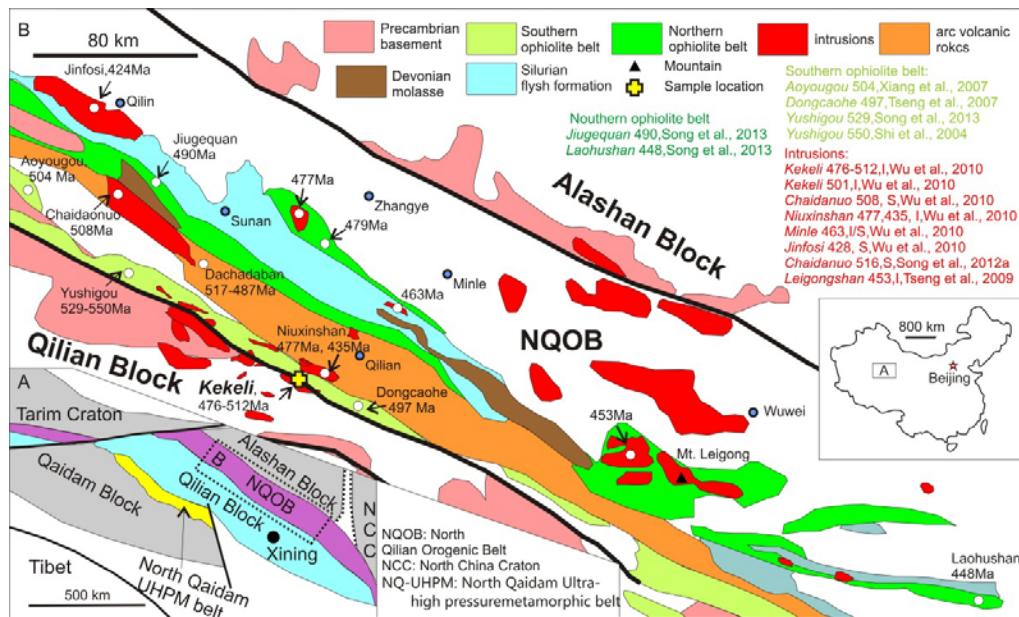 B
80 km
Precambrian
basement
Southern
ophiolite belt
Northern
ophiolite belt
intrusions
arc volcanic
rokcs
Devonian
molasse
Silurian
flysh formation
Mountain
Sample location
Southern ophiolite belt:
Aoyougou 504,Xiang et al., 2007
Dongcaohe 497,Tseng et al., 2007
Yushigou 529,Song et al., 2013
Yushigou 550,Shi et al., 2004
Nouthern ophiolite belt
Jiugequan 490,Song et al., 2013
Laohushan 448,Song et al., 2013
Intrusions:
Kekeli 476-512,I,Wu et al., 2010
Kekeli 501,I,Wu et al., 2010
Chaidanuo 508, S,Wu et al., 2010
Niuxinshan 477,435, I,Wu et al., 2010
Minle 463,I/S,Wu et al., 2010
Jinfosi 428, S,Wu et al., 2010
Chaidanuo 516,S,Song et al., 2012a
Leigongshan 453,I,Tseng et al., 2009
Jinfosi,424Ma
Qilin
Jiugequan
490Ma
Aoyougou,
504 Ma
Chaidaonuo
508Ma
Sunan
477Ma
Zhangye
479Ma
Alashan Block
Dachadaban
517-487Ma
Yushigou
529-550Ma
463Ma
Minle
NQOB
Niuxinshan
477Ma, 435Ma
Qilian
Qilian Block
Kekeli,
476-512Ma
Dongcaohe
497 Ma
800 km
A
Beijing
Wuwei
453Ma
Mt. Leigong
Laohushan
448Ma
A
Tarim Craton
Alashan Block
B
NQOB
Qaidam Block
Qilian Block
N
C
C
Xining
North Qaidam
UHPM belt
Tibet
500 km
NQOB: North
Qilian Orogenic Belt
NCC: North China Craton
NQ-UHPM: North Qaidam Ultra-
high pressuremetamorphic belt